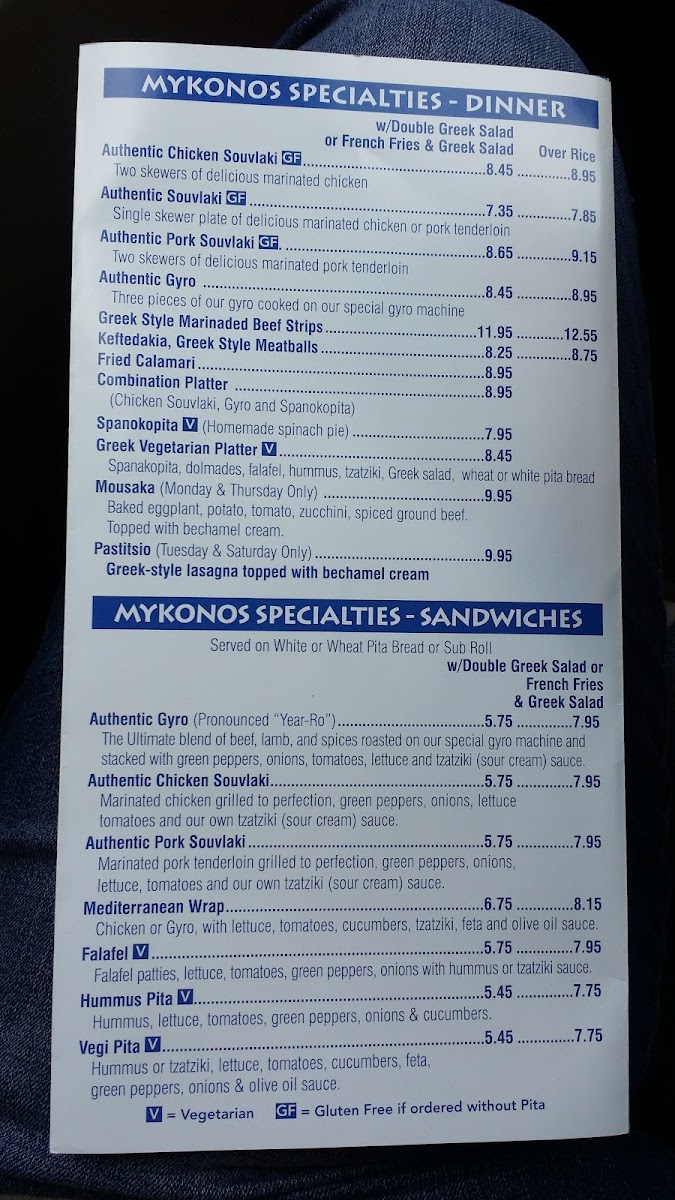 MYKONOS SPECIALTIES - DINNER
w/Double Greek Salad
or French Fries & Greek Salad Over Rice
Authentic Chicken Souvlaki GF..........8.45 ..........8.95
Two skewers of delicious marinated chicken
Authentic Souvlaki GF ..........7.35 ..........7.85
Single skewer plate of delicious marinated chicken or pork tenderloin
Authentic Pork Souvlaki GF..........8.65 ..........9.15
Two skewers of delicious marinated pork tenderloin
Authentic Gyro ..........8.45 ..........8.95
Three pieces of our gyro cooked on our special gyro machine
Greek Style Marinaded Beef Strips..........11.95 ..........12.55
Keftedakia, Greek Style Meatballs ..........8.25 ..........8.75
Fried Calamari..........8.95
Combination Platter ..........8.95
(Chicken Souvlaki, Gyro and Spanokopita)
Spanokopita V (Homemade spinach pie) ..........7.95
Greek Vegetarian Platter V..........8.45
Spanakopita, dolmades, falafel, hummus, tzatziki, Greek salad, wheat or white pita bread
Mousaka (Monday & Thursday Only) ..........9.95
Baked eggplant, potato, tomato, zucchini, spiced ground beef.
Topped with bechamel cream.
Pastitsio (Tuesday & Saturday Only) ..........9.95
Greek-style lasagna topped with bechamel cream
MYKONOS SPECIALTIES - SANDWICHES
Served on White or Wheat Pita Bread or Sub Roll
w/Double Greek Salad or
French Fries
& Greek Salad
Authentic Gyro (Pronounced “Year-Ro”)..........5.75 ..........7.95
The Ultimate blend of beef, lamb, and spices roasted on our special gyro machine and
stacked with green peppers, onions, tomatoes, lettuce and tzatziki (sour cream) sauce.
Authentic Chicken Souvlaki..........5.75 ..........7.95
Marinated chicken grilled to perfection, green peppers, onions, lettuce
tomatoes and our own tzatziki (sour cream) sauce.
Authentic Pork Souvlaki..........5.75 ..........7.95
Marinated pork tenderloin grilled to perfection, green peppers, onions,
lettuce, tomatoes and our own tzatziki (sour cream) sauce.
Mediterranean Wrap..........6.75 ..........8.15
Chicken or Gyro, with lettuce, tomatoes, cucumbers, tzatziki, feta and olive oil sauce.
Falafel V..........5.75 ..........7.95
Falafel patties, lettuce, tomatoes, green peppers, onions with hummus or tzatziki sauce.
Hummus Pita V..........5.45 ..........7.75
Hummus, lettuce, tomatoes, green peppers, onions & cucumbers.
Vegi Pita V..........5.45 ..........7.75
Hummus or tzatziki, lettuce, tomatoes, cucumbers, feta,
green peppers, onions & olive oil sauce.
V = Vegetarian GF = Gluten Free if ordered without Pita